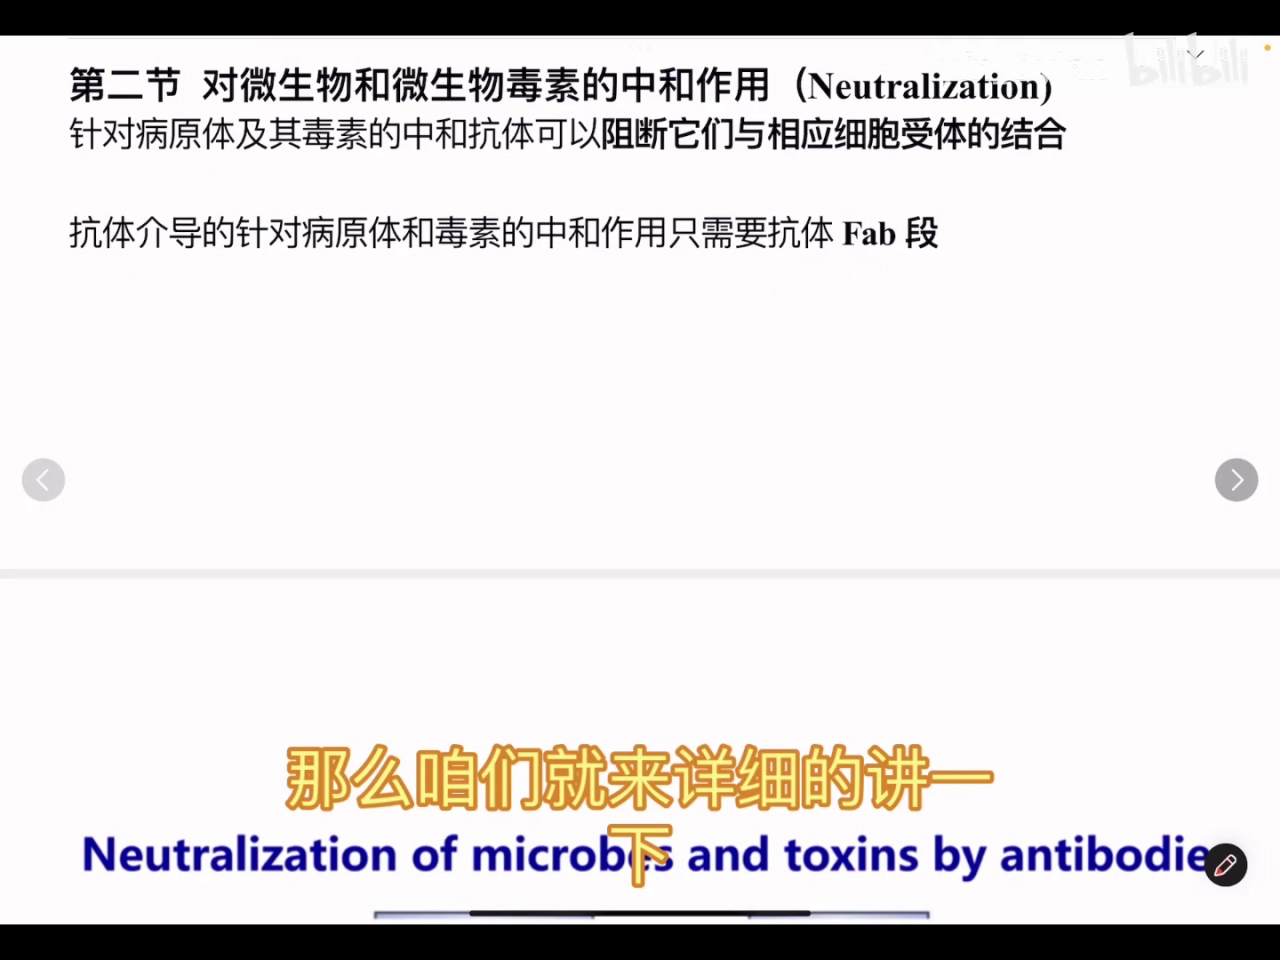 bilibili
第二节 对微生物和微生物毒素的中和作用（Neutralization)
针对病原体及其毒素的中和抗体可以阻断它们与相应细胞受体的结合
抗体介导的针对病原体和毒素的中和作用只需要抗体 Fab 段
那么咱们就来详细的讲一
下
Neutralization of microbes and toxins by antibodie